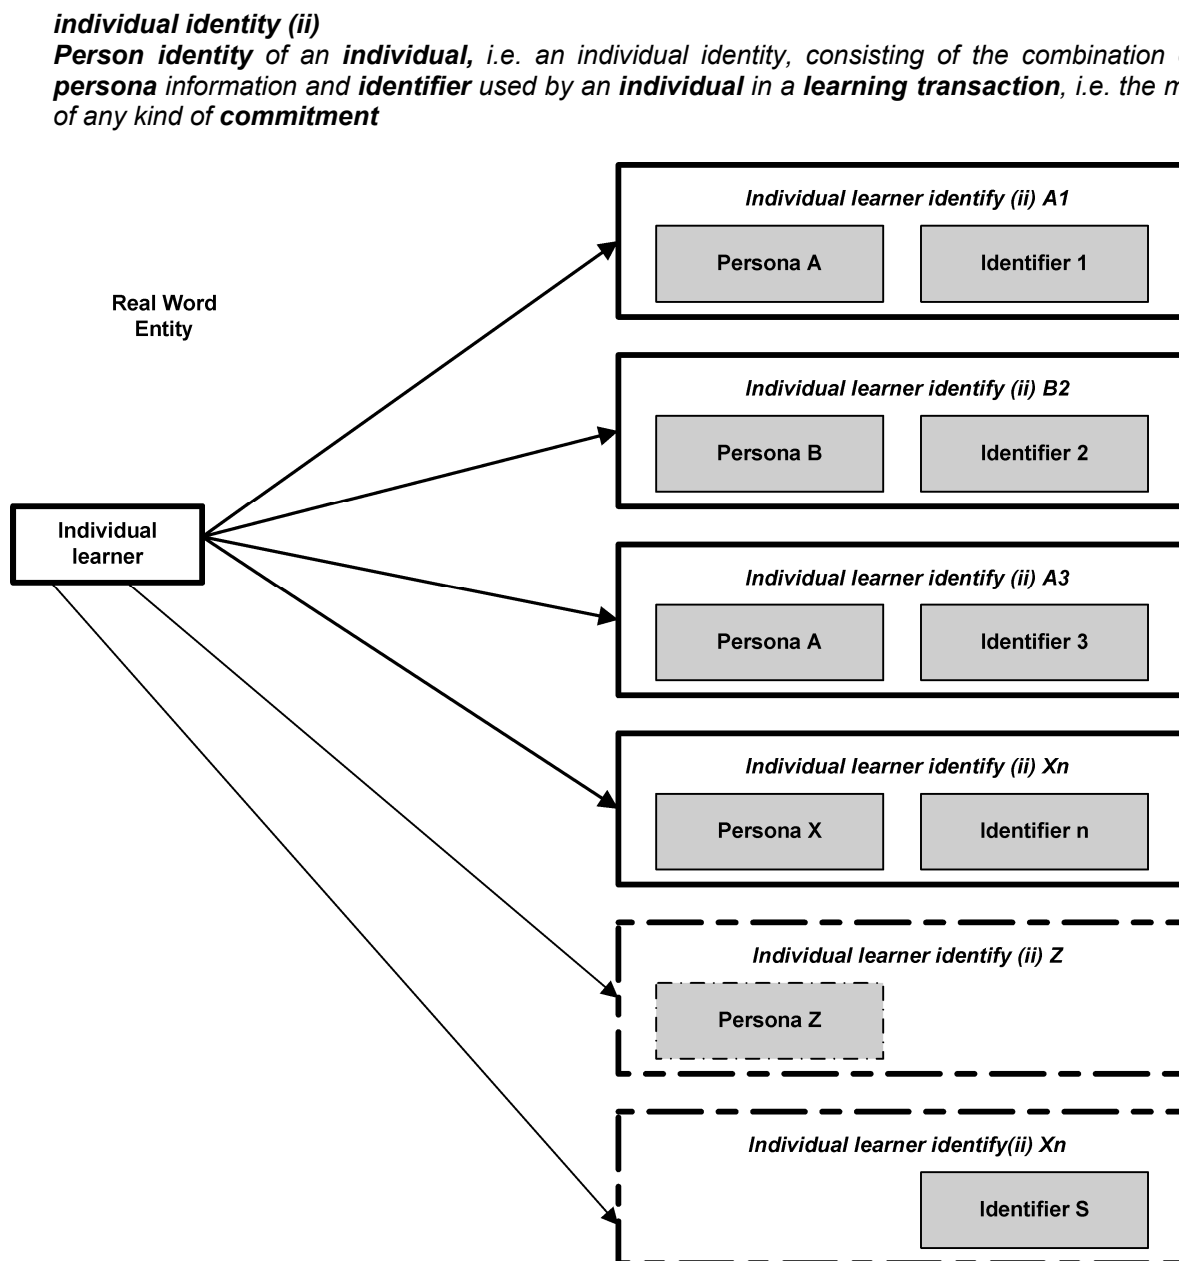 individual identity (ii)
Person identity of an individual, i.e. an individual identity, consisting of the combination
persona information and identifier used by an individual in a learning transaction, i.e. the
of any kind of commitment
Individual learner identify (ii) A1
Persona A Identifier 1
Real Word
Entity
Individual learner identify (ii) B2
Persona B Identifier 2
Individual
learner
Individual learner identify (ii) A3
Persona A Identifier 3
Individual learner identify (ii) Xn
Persona X Identifier n
Individual learner identify (ii) Z
Persona Z
Individual learner identify(ii) Xn
Identifier S